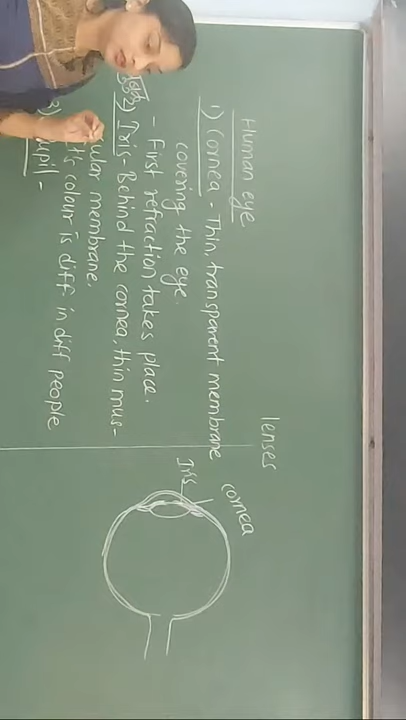 lenses
Human eye
1) Cornea - Thin, transparent membrane
covering the eye.
- First refraction takes place.
2) Iris - Behind the cornea, thin mus-
cular membrane.
It's colour is diff in diff people
3) Pupil -
cornea
Iris